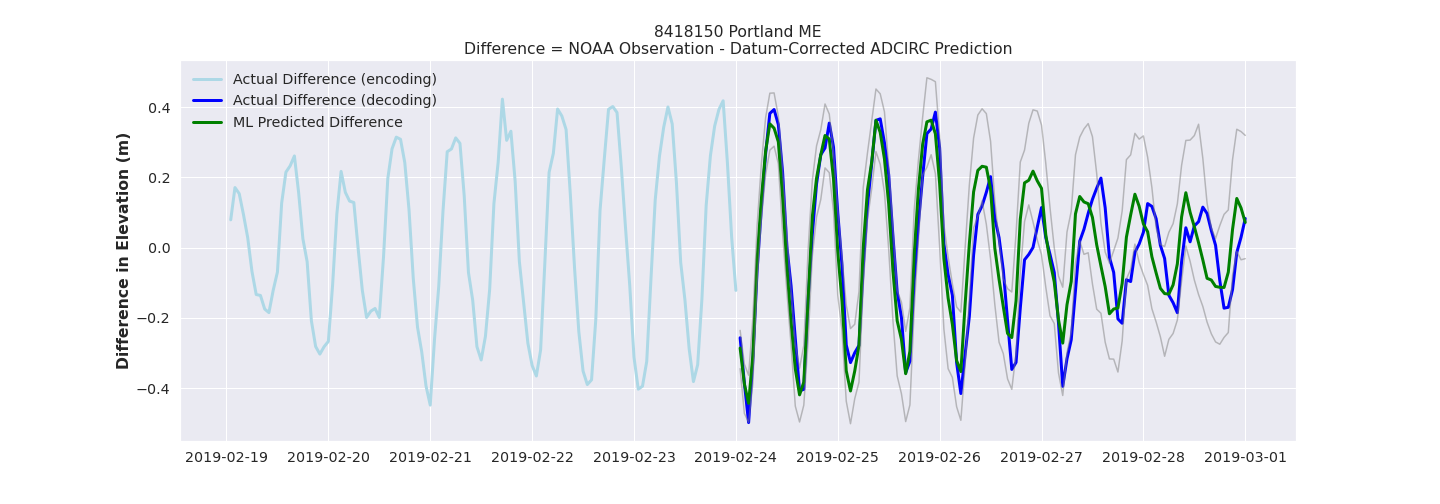 8418150 Portland ME
Difference = NOAA Observation - Datum-Corrected ADCIRC Prediction
Actual Difference (encoding)
Actual Difference (decoding)
ML Predicted Difference
Difference in Elevation (m)
0.4
0.2
0.0
−0.2
−0.4
2019-02-19 2019-02-20 2019-02-21 2019-02-22 2019-02-23 2019-02-24 2019-02-25 2019-02-26 2019-02-27 2019-02-28 2019-03-01